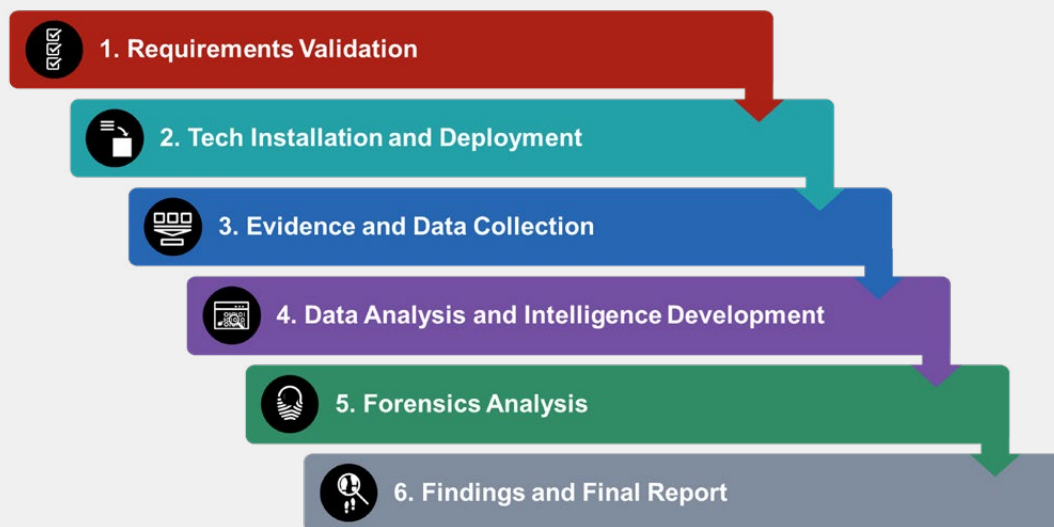 1. Requirements Validation
2. Tech Installation and Deployment
3. Evidence and Data Collection
4. Data Analysis and Intelligence Development
5. Forensics Analysis
6. Findings and Final Report